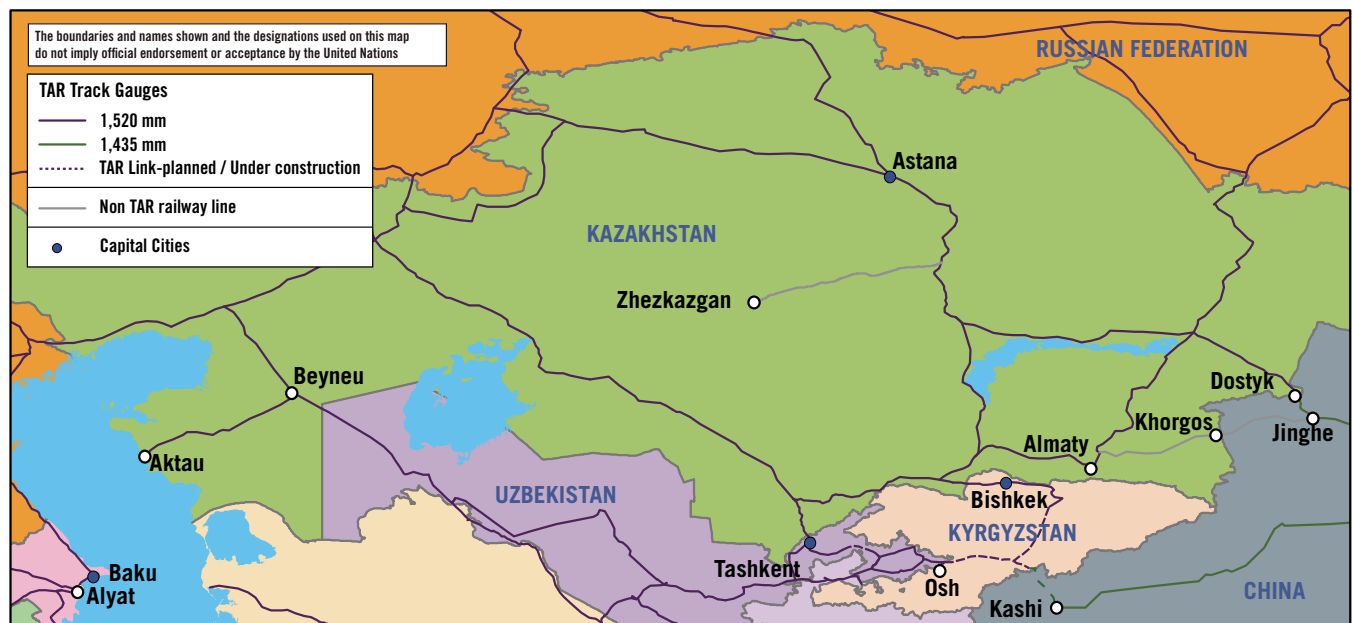 The boundaries and names shown and the designations used on this map
do not imply official endorsement or acceptance by the United Nations
RUSSIAN FEDERATION
TAR Track Gauges
1,520 mm
1,435 mm
TAR Link-planned / Under construction
Non TAR railway line
Capital Cities
Astana
KAZAKHSTAN
Zhezkazgan
Beyneu
Dostyk
Khorgos
Jinghe
Almaty
Aktau
UZBEKISTAN
Bishkek
KYRGYZSTAN
Tashkent
Baku
Osh
Alyat
Kashi
CHINA